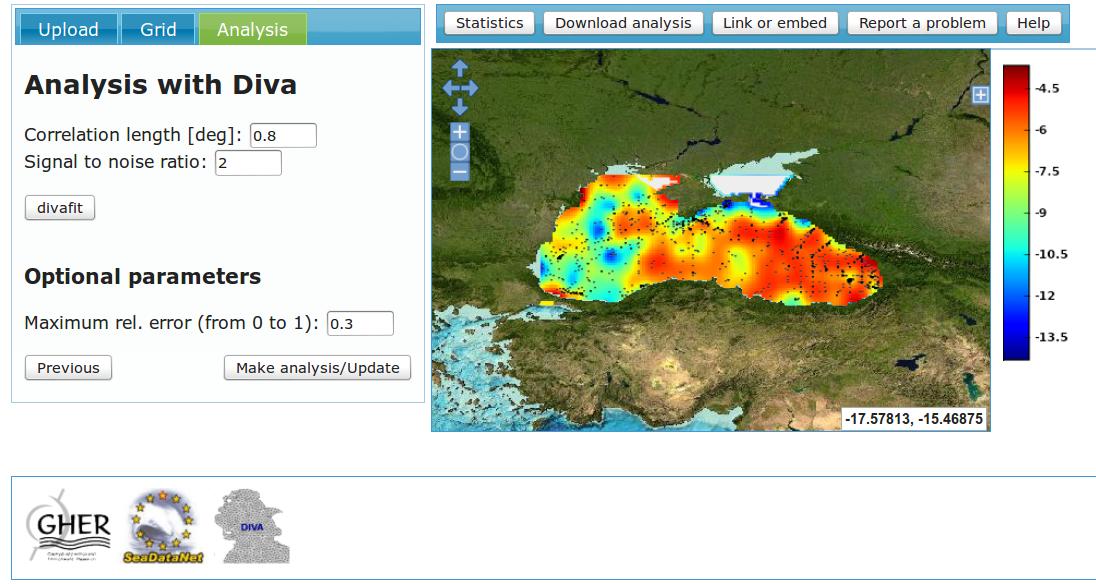 Upload Grid Analysis
Analysis with Diva
Correlation length [deg]: 0.8
Signal to noise ratio: 2
divafit
Optional parameters
Maximum rel. error (from 0 to 1): 0.3
Previous Make analysis/Update
Statistics Download analysis Link or embed Report a problem Help
-4.5
-6
-7.5
-9
-10.5
-12
-13.5
-17.57813, -15.46875
GHER
SeaDataNet
DIVA